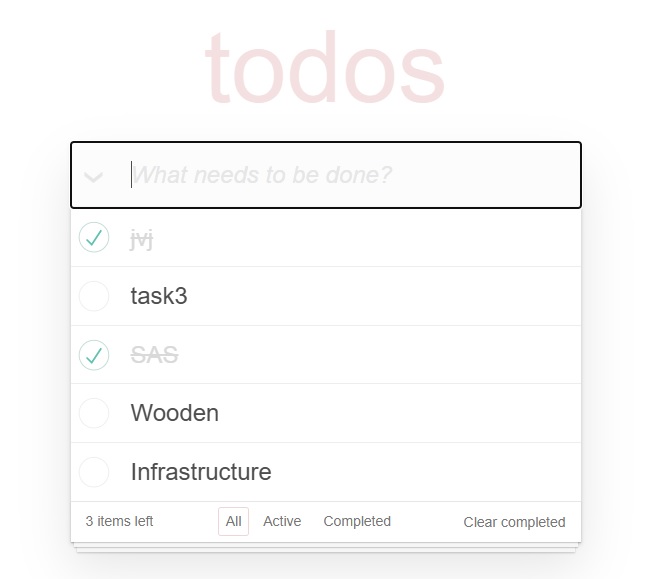 todos
What needs to be done?
jvj
task3
SAS
Wooden
Infrastructure
3 items left All Active Completed Clear completed